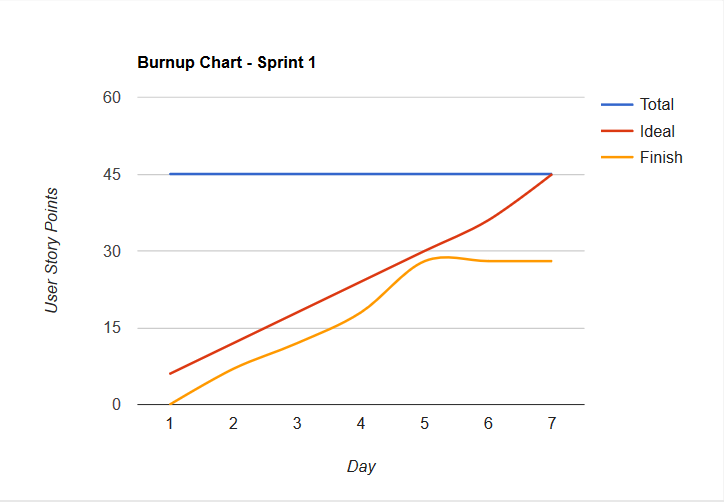 Burnup Chart - Sprint 1
60
45
30
15
0
User Story Points
1 2 3 4 5 6 7
Day
Total
Ideal
Finish